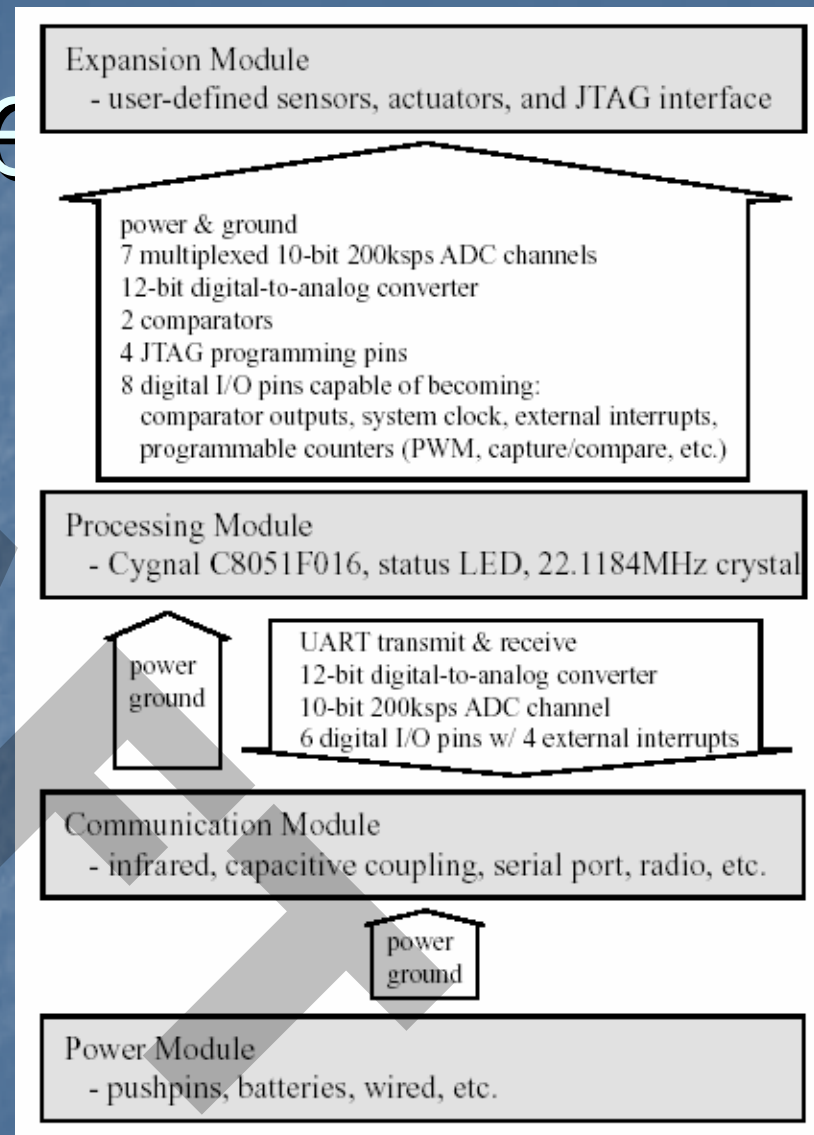 Expansion Module
- user-defined sensors, actuators, and JTAG interface
power & ground
7 multiplexed 10-bit 200ksps ADC channels
12-bit digital-to-analog converter
2 comparators
4 JTAG programming pins
8 digital I/O pins capable of becoming:
comparator outputs, system clock, external interrupts,
programmable counters (PWM, capture/compare, etc.)
Processing Module
- Cygnal C8051F016, status LED, 22.1184MHz crystal
power
ground
UART transmit & receive
12-bit digital-to-analog converter
10-bit 200ksps ADC channel
6 digital I/O pins w/ 4 external interrupts
Communication Module
- infrared, capacitive coupling, serial port, radio, etc.
power
ground
Power Module
- pushpins, batteries, wired, etc.